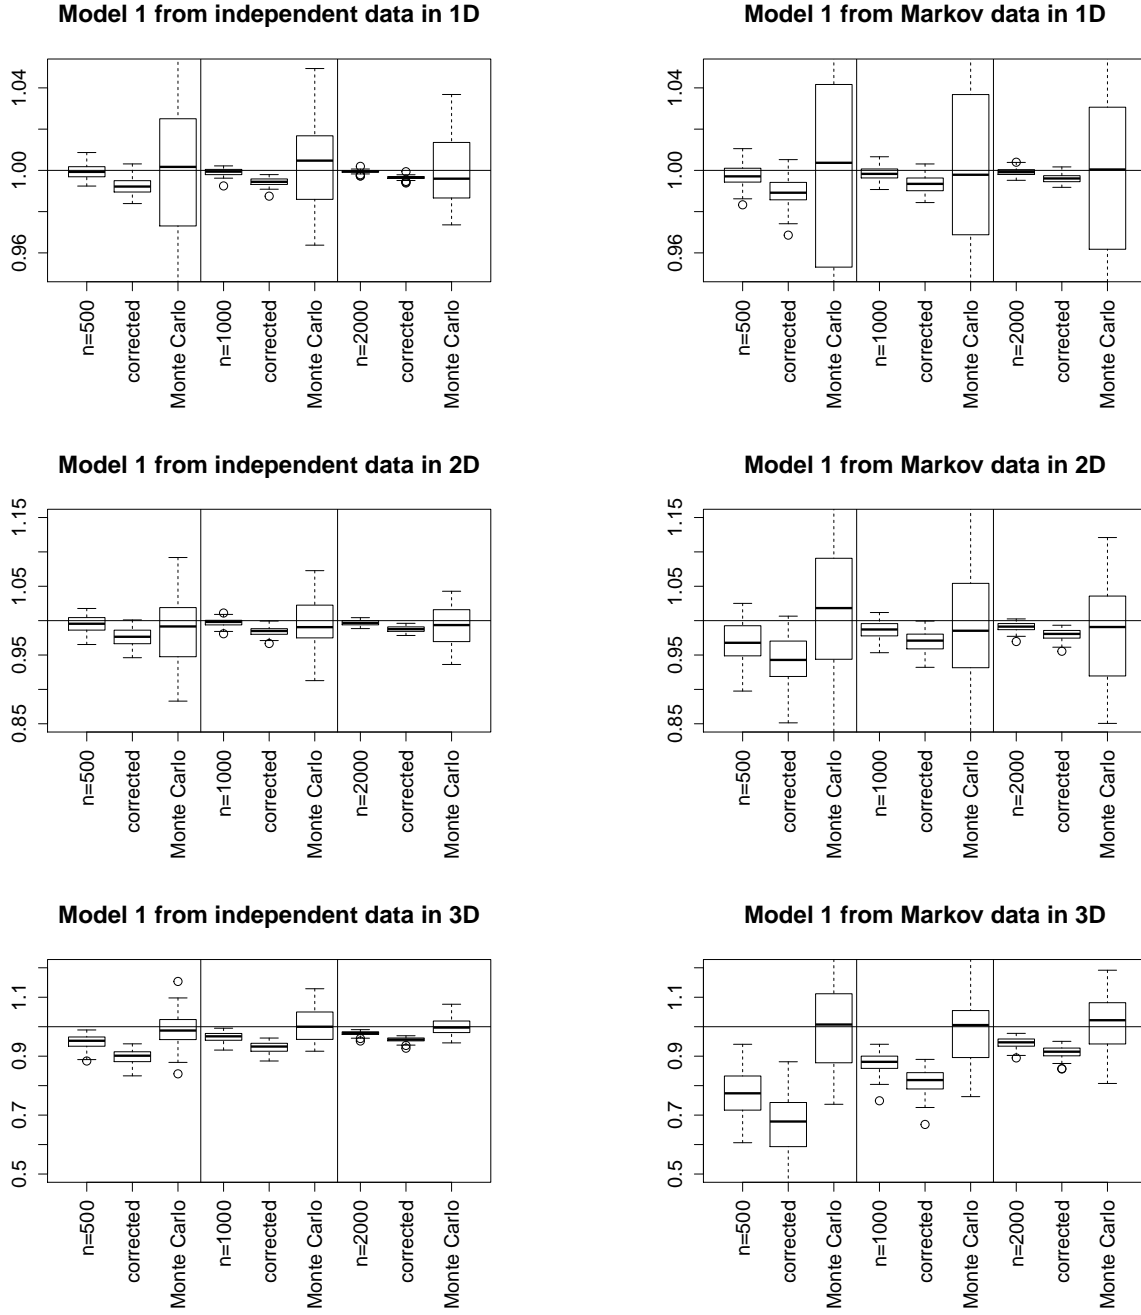 Model 1 from independent data in 1D
1.04
1.00
0.96
n=500
corrected
Monte Carlo
n=1000
corrected
Monte Carlo
n=2000
corrected
Monte Carlo
Model 1 from Markov data in 1D
1.04
1.00
0.96
n=500
corrected
Monte Carlo
n=1000
corrected
Monte Carlo
n=2000
corrected
Monte Carlo
Model 1 from independent data in 2D
1.15
1.05
0.95
0.85
n=500
corrected
Monte Carlo
n=1000
corrected
Monte Carlo
n=2000
corrected
Monte Carlo
Model 1 from Markov data in 2D
1.15
1.05
0.95
0.85
n=500
corrected
Monte Carlo
n=1000
corrected
Monte Carlo
n=2000
corrected
Monte Carlo
Model 1 from independent data in 3D
1.1
0.9
0.7
0.5
n=500
corrected
Monte Carlo
n=1000
corrected
Monte Carlo
n=2000
corrected
Monte Carlo
Model 1 from Markov data in 3D
1.1
0.9
0.7
0.5
n=500
corrected
Monte Carlo
n=1000
corrected
Monte Carlo
n=2000
corrected
Monte Carlo